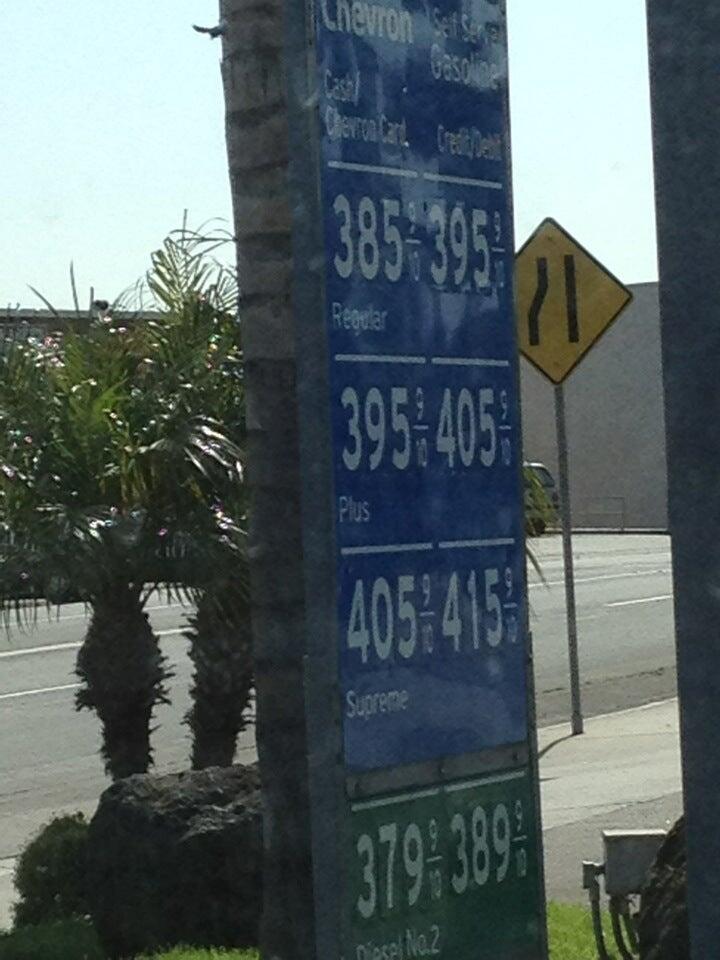 Chevron Self Serve
Gasoline
Cash/
Chevron Card Credit/Debit
385 9/10 395 9/10
Regular
395 9/10 405 9/10
Plus
405 9/10 415 9/10
Supreme
379 9/10 389 9/10
Diesel No.2